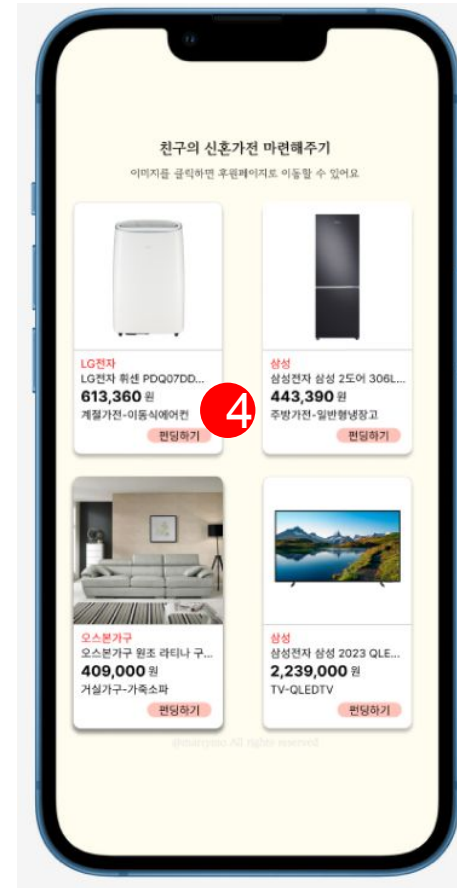 친구의 신혼가전 마련해주기
이미지를 클릭하면 후원페이지로 이동할 수 있어요
LG전자
LG전자 휘센 PDQ07DD...
613,360 원
계절가전-이동식에어컨
펀딩하기
4
삼성
삼성전자 삼성 2도어 306L...
443,390 원
주방가전-일반형냉장고
펀딩하기
오스본가구
오스본가구 원조 라티나 구...
409,000 원
거실가구-가죽소파
펀딩하기
삼성
삼성전자 삼성 2023 QLE...
2,239,000 원
TV-QLEDTV
펀딩하기
All rights reserved